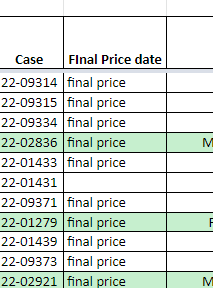 Case FInal Price date
22-09314 final price
22-09315 final price
22-09334 final price
22-02836 final price M
22-01433 final price
22-01431
22-09371 final price
22-01279 final price
22-01439 final price
22-09373 final price
22-02921 final price M